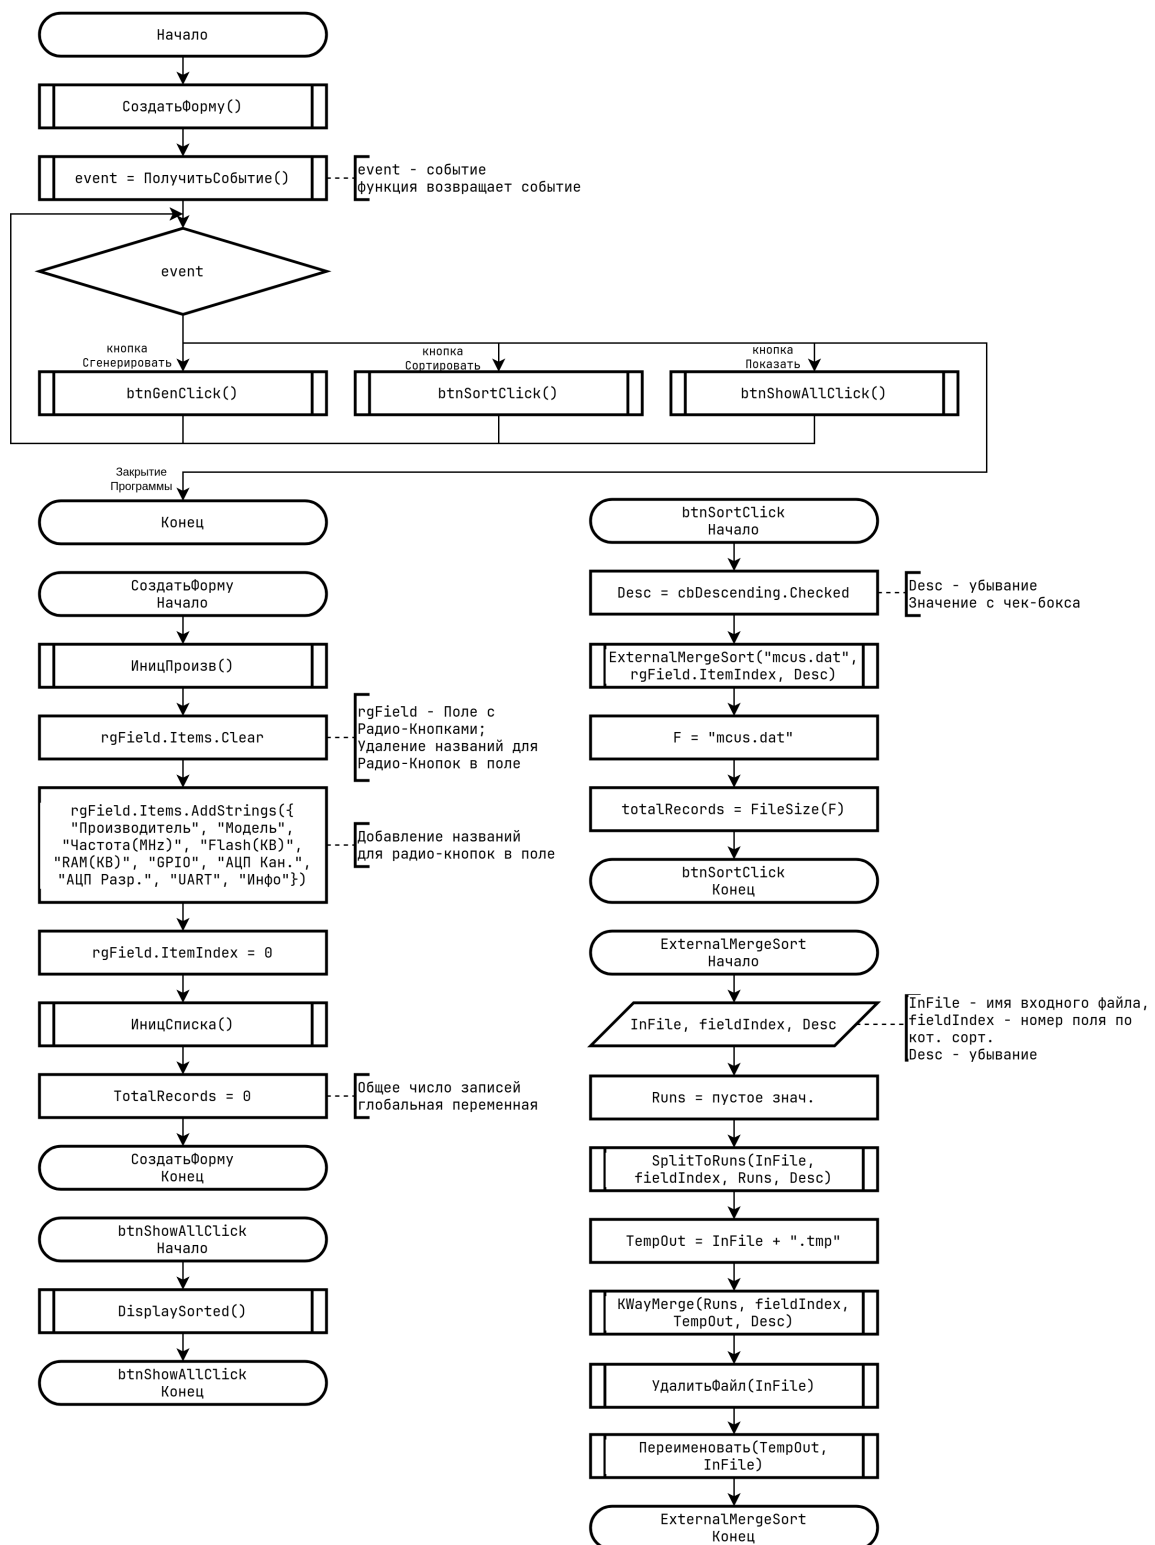 Начало
СоздатьФорму()
event = ПолучитьСобытие()
event - событие
функция возвращает событие
event
кнопка
Сгенерировать
кнопка
Сортировать
кнопка
Показать
btnGenClick()
btnSortClick()
btnShowAllClick()
Закрытие
Программы
Конец
СоздатьФорму
Начало
ИницПроизв()
rgField.Items.Clear
rgField - Поле с
Радио-Кнопками;
Удаление названий для
Радио-Кнопок в поле
rgField.Items.AddStrings({
"Производитель", "Модель",
"Частота(MHz)", "Flash(KB)",
"RAM(KB)", "GPIO", "АЦП Кан.",
"АЦП Разр.", "UART", "Инфо"})
Добавление названий
для радио-кнопок в поле
rgField.ItemIndex = 0
ИницСписка()
TotalRecords = 0
Общее число записей
глобальная переменная
СоздатьФорму
Конец
btnShowAllClick
Начало
DisplaySorted()
btnShowAllClick
Конец
btnSortClick
Начало
Desc = cbDescending.Checked
Desc - убывание
Значение с чек-бокса
ExternalMergeSort("mcus.dat",
rgField.ItemIndex, Desc)
F = "mcus.dat"
totalRecords = FileSize(F)
btnSortClick
Конец
ExternalMergeSort
Начало
InFile, fieldIndex, Desc
InFile - имя входного файла,
fieldIndex - номер поля по
кот. сорт.
Desc - убывание
Runs = пустое знач.
SplitToRuns(InFile,
fieldIndex, Runs, Desc)
TempOut = InFile + ".tmp"
KWayMerge(Runs, fieldIndex,
TempOut, Desc)
УдалитьФайл(InFile)
Переименовать(TempOut,
InFile)
ExternalMergeSort
Конец